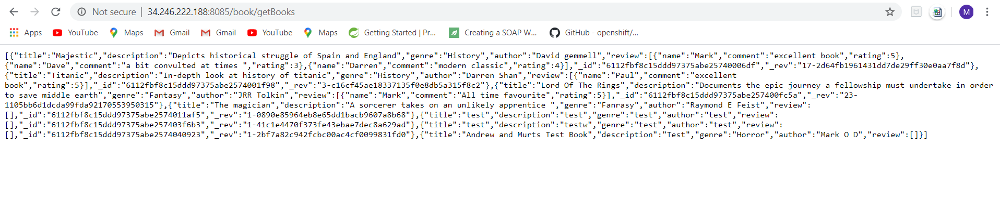 Not secure | 34.246.222.188:8085/book/getBooks M
Apps YouTube Maps Gmail Gmail YouTube Maps Getting Started | Pr... Creating a SOAP W... GitHub - openshift/...
[{"title":"Majestic","description":"Depicts historical struggle of Spain and England","genre":"History","author":"David gemmell","review":[{"name":"Mark","comment":"excellent book","rating":5},
{"name":"Dave","comment":"a bit convulted at times ","rating":3},{"name":"Darren","comment":"modern classic","rating":4}],"_id":"6112fbf8c15ddd97375abe25740006df","_rev":"17-2d64fb1961431dd7de29ff30e0aa7f8d"},
{"title":"Titanic","description":"In-depth look at history of titanic","genre":"History","author":"Darren Shan","review":[{"name":"Paul","comment":"excellent
book","rating":5}],"_id":"6112fbf8c15ddd97375abe2574001f98","_rev":"3-c16cf45ae18337135f0e8db5a315f8c2"},{"title":"Lord Of The Rings","description":"Documents the epic journey a fellowship must undertake in order
to save middle earth","genre":"Fantasy","author":"JRR Tolkin","review":[{"name":"Mark","comment":"All time favourite","rating":5}],"_id":"6112fbf8c15ddd97375abe257400fc5a","_rev":"23-
1105bb6d1dcda99fda92170553950315"},{"title":"The magician","description":"A sorcerer takes on an unlikely apprentice ","genre":"Fanrasy","author":"Raymond E Feist","review":
[],"_id":"6112fbf8c15ddd97375abe2574011af5","_rev":"1-0890e85964eb8e65dd1bacb9607a8b68"},{"title":"test","description":"test","genre":"test","author":"test","review":
[],"_id":"6112fbf8c15ddd97375abe257403f6b3","_rev":"1-41c1e4470f373fe43ebae7dec8a629ad"},{"title":"test","description":"testw","genre":"test","author":"test","review":
[],"_id":"6112fbf8c15ddd97375abe2574040923","_rev":"1-2bf7a82c942fcbc00ac4cf0099831fd0"},{"title":"Andrew and Murts Test Book","description":"Test","genre":"Horror","author":"Mark O D","review":[]}]